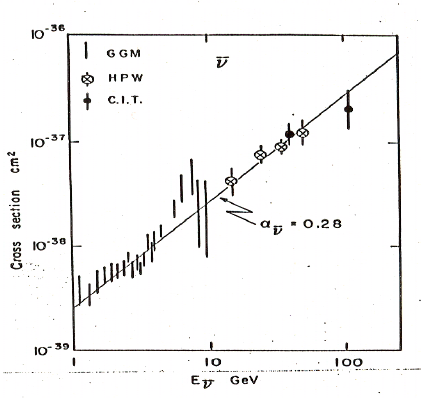 10^-36
GGM
HPW
C.I.T.
ν̄
10^-37
α_ν̄ = 0.28
10^-38
10^-39
1 10 100
E_ν̄ GeV
Cross section cm²